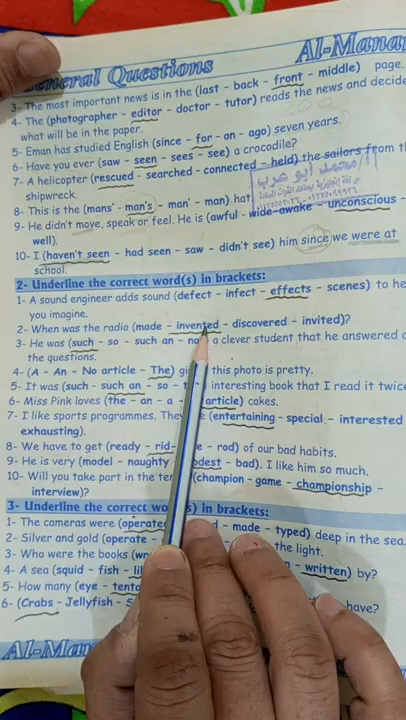 General Questions
Al-Mana
3- The most important news is in the (last - back - front - middle) page.
4- The (photographer - editor - doctor - tutor) reads the news and decide
what will be in the paper.
5- Eman has studied English (since - for - on - ago) seven years.
6- Have you ever (saw - seen - sees - see) a crocodile?
7- A helicopter (rescued - searched - connected - held) the sailors from th
shipwreck.
أ/ محمد أبو عرب
8- This is the (mans' - man's - man' - man) hat.
9- He didn't move, speak or feel. He is (awful - wide-awake - unconscious -
well).
10- I (haven't seen - had seen - saw - didn't see) him since we were at
school.
2- Underline the correct word(s) in brackets:
1- A sound engineer adds sound (defect - infect - effects - scenes) to he
you imagine.
2- When was the radio (made - invented - discovered - invited)?
3- He was (such - so - such an - no a clever student that he answered
the questions.
4- (A - An - No article - The) gi this photo is pretty.
5- It was (such - such an - so - interesting book that I read it twice
6- Miss Pink loves (the - an - a - article) cakes.
7- I like sports programmes. They (entertaining - special - interested
exhausting).
8- We have to get (ready - rid - rod) of our bad habits.
9- He is very (model - naughty odest - bad). I like him so much.
10- Will you take part in the ten (champion - game - championship -
interview)?
3- Underline the correct word(s) in brackets:
1- The cameras were (operate - made - typed) deep in the sea.
2- Silver and gold (operate - the light.
3- Who were the books (w - written) by?
4- A sea (squid - fish - li
5- How many (eye - tenta have?
6- (Crabs - Jellyfish - S
Al-Ma